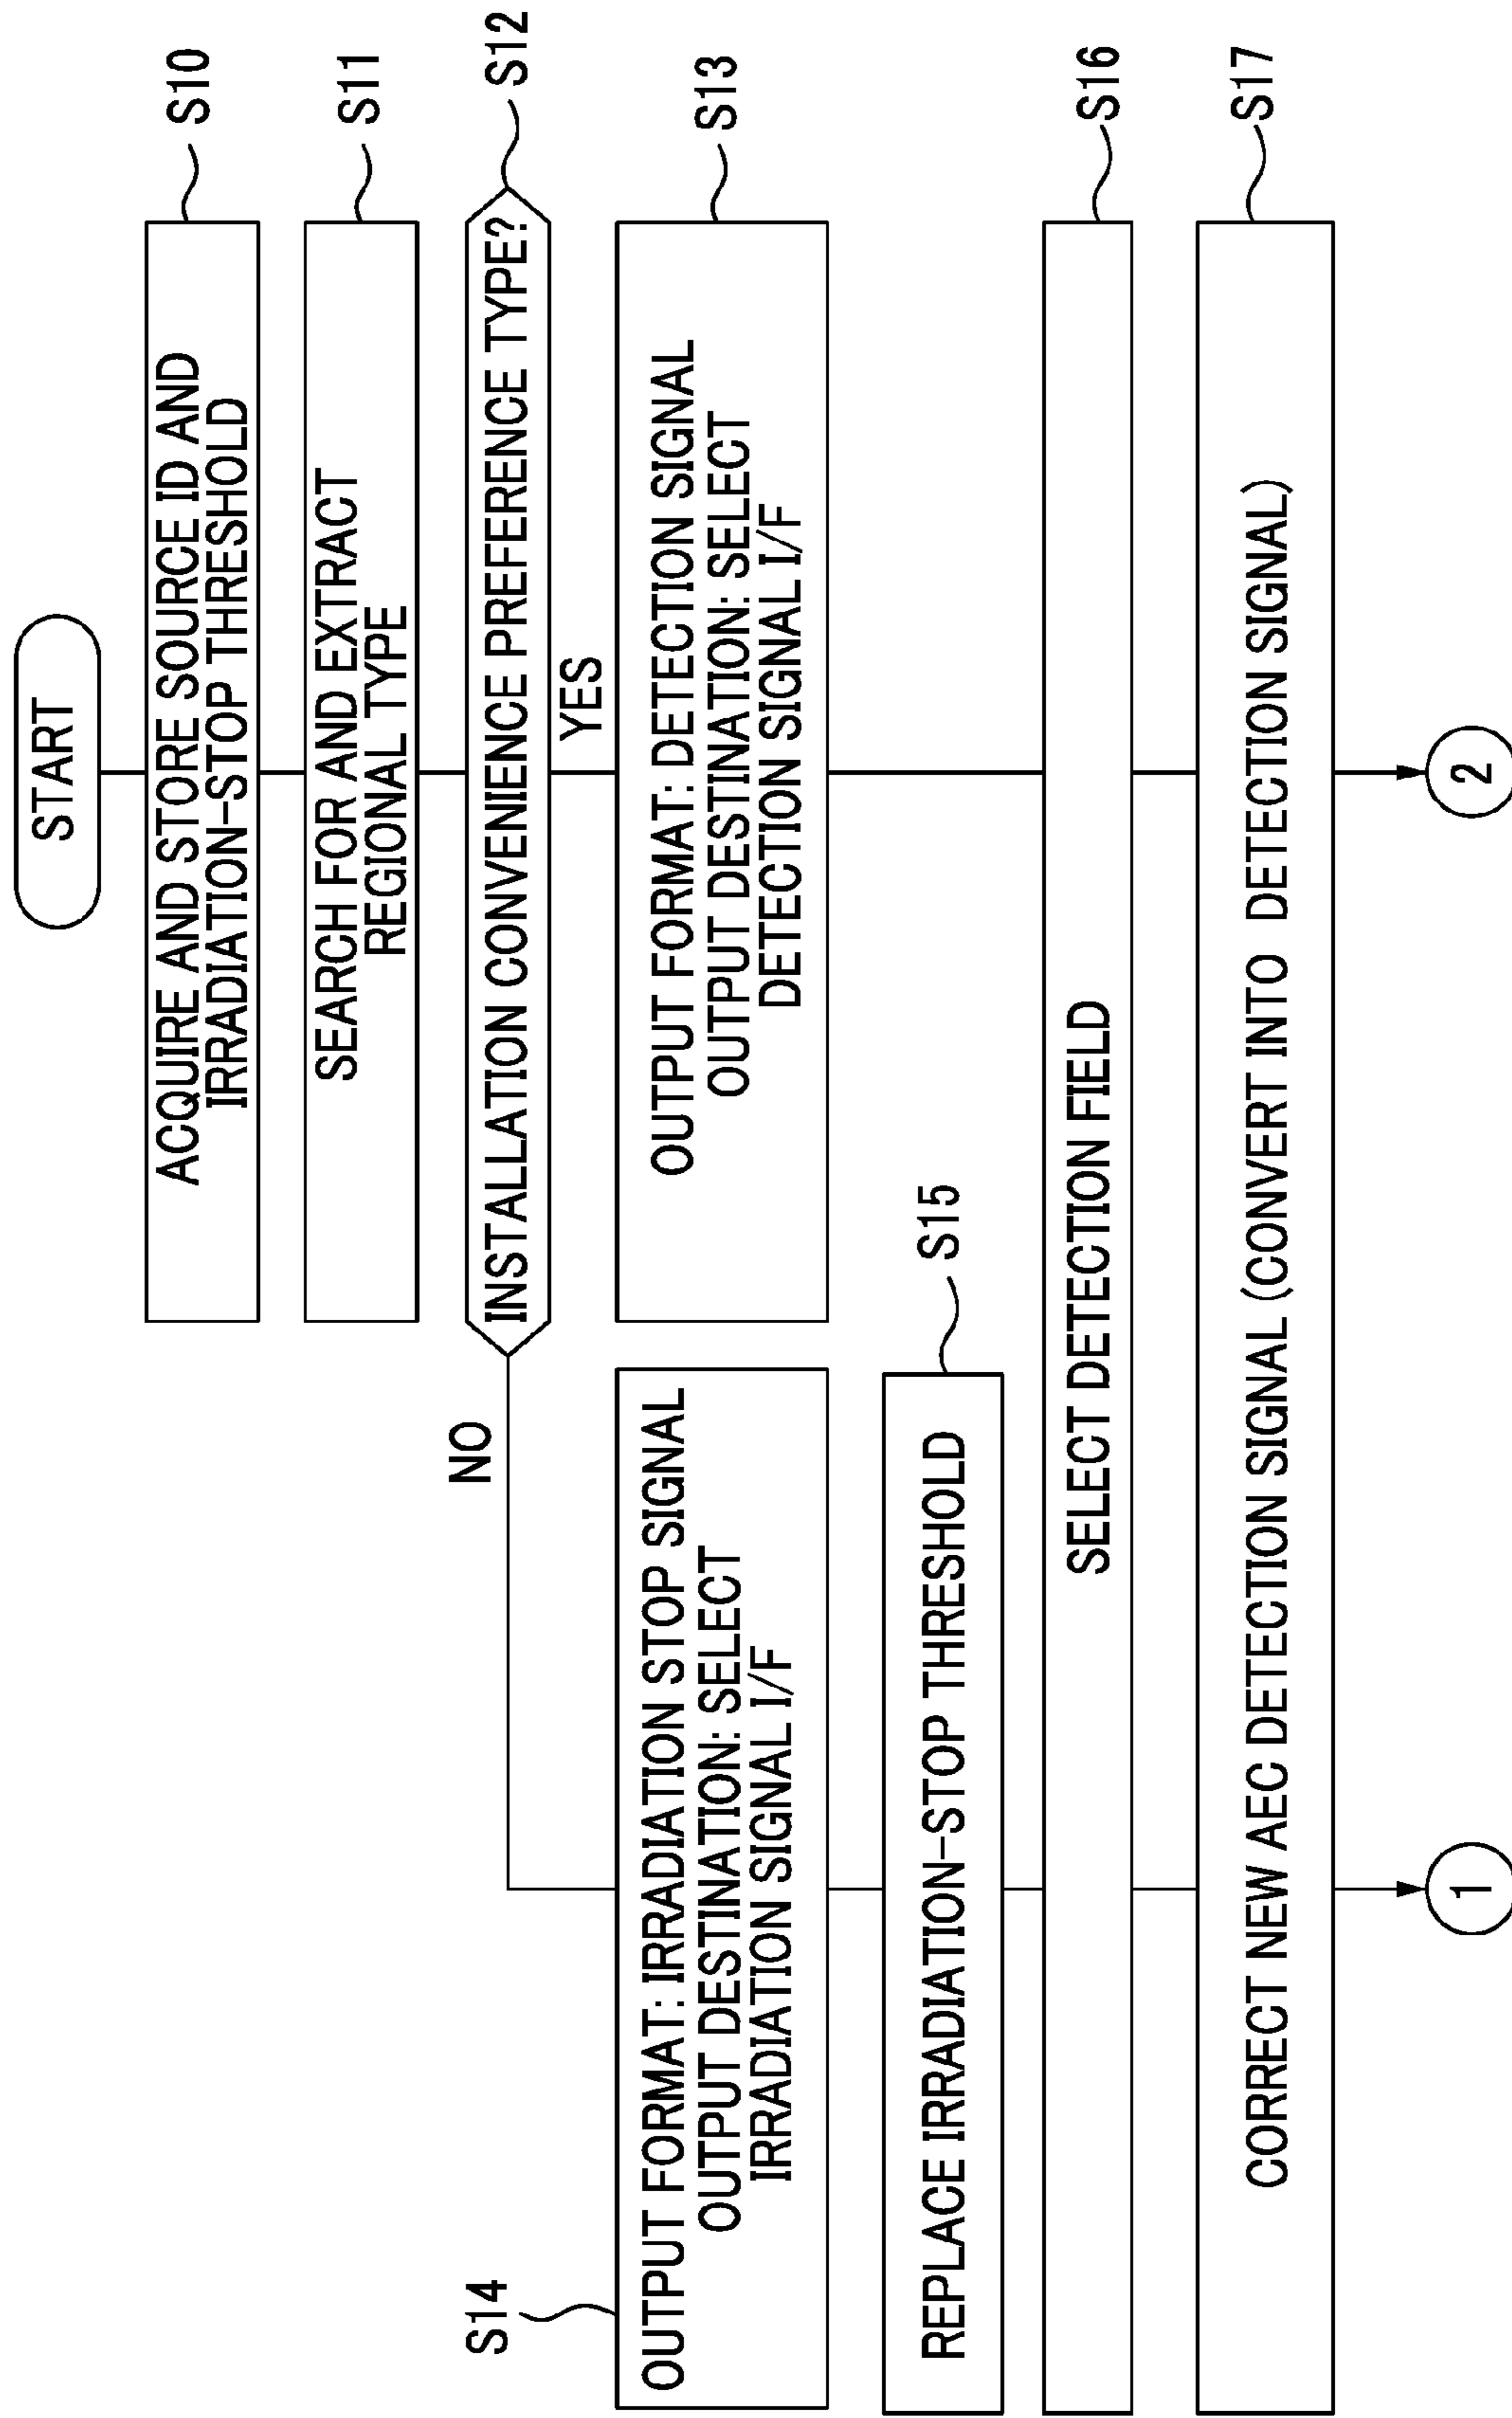 START
ACQUIRE AND STORE SOURCE ID AND
IRRADIATION-STOP THRESHOLD
S10
SEARCH FOR AND EXTRACT
REGIONAL TYPE
S11
INSTALLATION CONVENIENCE PREFERENCE TYPE?
S12
NO
YES
S14
OUTPUT FORMAT: IRRADIATION STOP SIGNAL
OUTPUT DESTINATION: SELECT
IRRADIATION SIGNAL I/F
OUTPUT FORMAT: DETECTION SIGNAL
OUTPUT DESTINATION: SELECT
DETECTION SIGNAL I/F
S13
REPLACE IRRADIATION-STOP THRESHOLD
S15
SELECT DETECTION FIELD
S16
CORRECT NEW AEC DETECTION SIGNAL (CONVERT INTO DETECTION SIGNAL)
S17
1
2